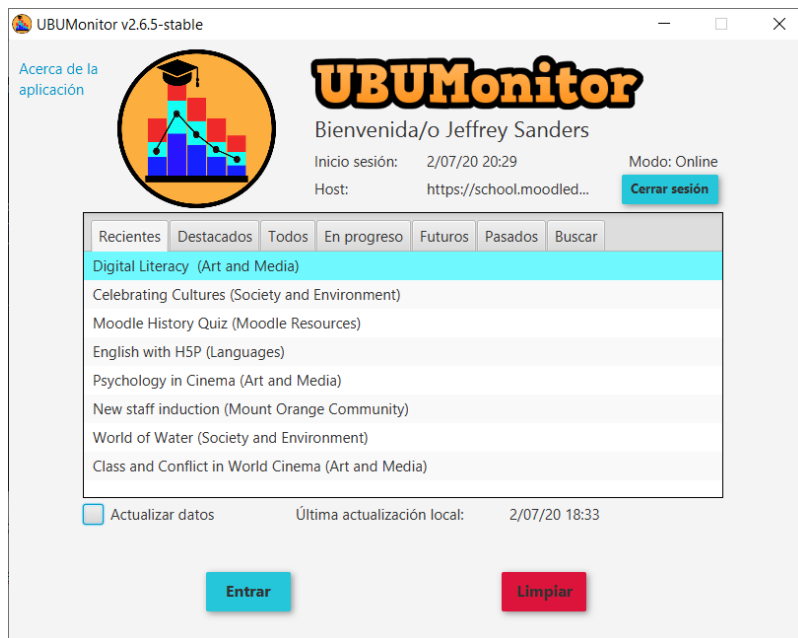 UBUMonitor v2.6.5-stable
Acerca de la
aplicación
UBUMonitor
Bienvenida/o Jeffrey Sanders
Inicio sesión: 2/07/20 20:29 Modo: Online
Host: https://school.moodled... Cerrar sesión
Recientes Destacados Todos En progreso Futuros Pasados Buscar
Digital Literacy (Art and Media)
Celebrating Cultures (Society and Environment)
Moodle History Quiz (Moodle Resources)
English with H5P (Languages)
Psychology in Cinema (Art and Media)
New staff induction (Mount Orange Community)
World of Water (Society and Environment)
Class and Conflict in World Cinema (Art and Media)
Actualizar datos Última actualización local: 2/07/20 18:33
Entrar Limpiar